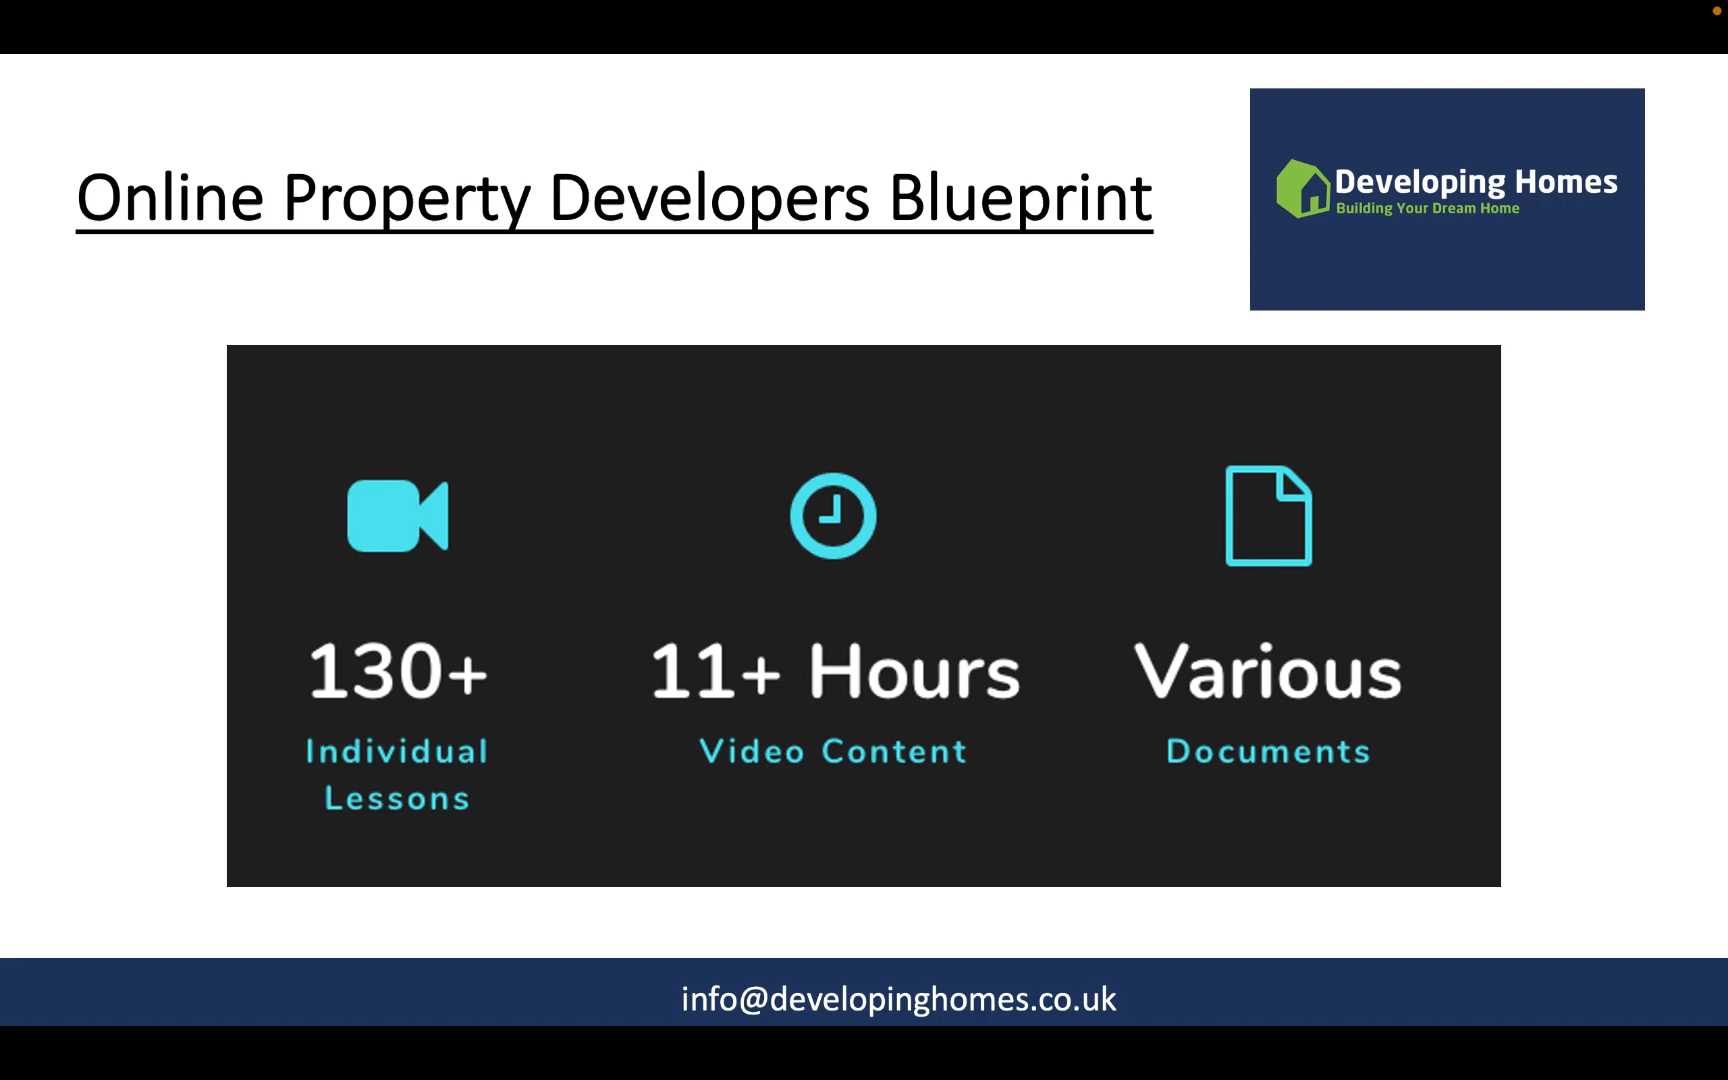 Online Property Developers Blueprint
Developing Homes
Building Your Dream Home
130+
Individual
Lessons
11+ Hours
Video Content
Various
Documents
info@developinghomes.co.uk